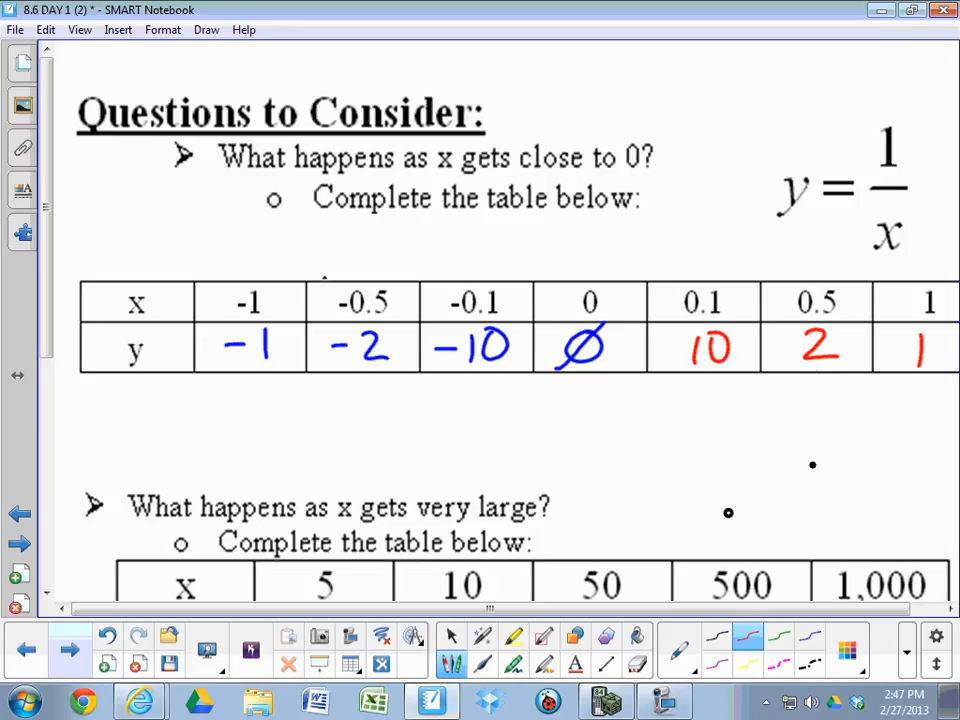 8.6 DAY 1 (2) * - SMART Notebook
File Edit View Insert Format Draw Help
Questions to Consider:
What happens as x gets close to 0?
o Complete the table below:
y = 1/x
x -1 -0.5 -0.1 0 0.1 0.5 1
y -1 -2 -10 Ø 10 2 1
What happens as x gets very large?
o Complete the table below:
x 5 10 50 500 1,000
2:47 PM
2/27/2013